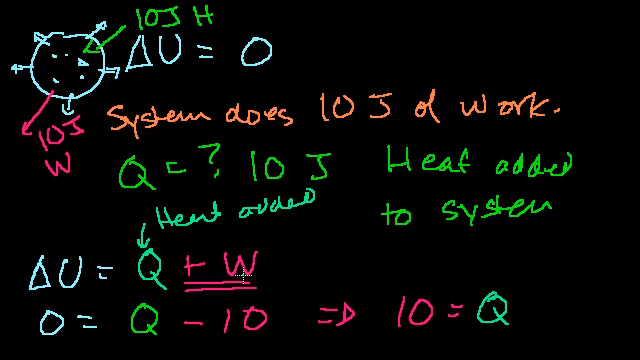 10J H
ΔU = 0
System does 10 J of work.
10J
W
Q = ? 10 J
Heat added
to system
Heat added
ΔU = Q + W
0 = Q - 10 ⇒ 10 = Q